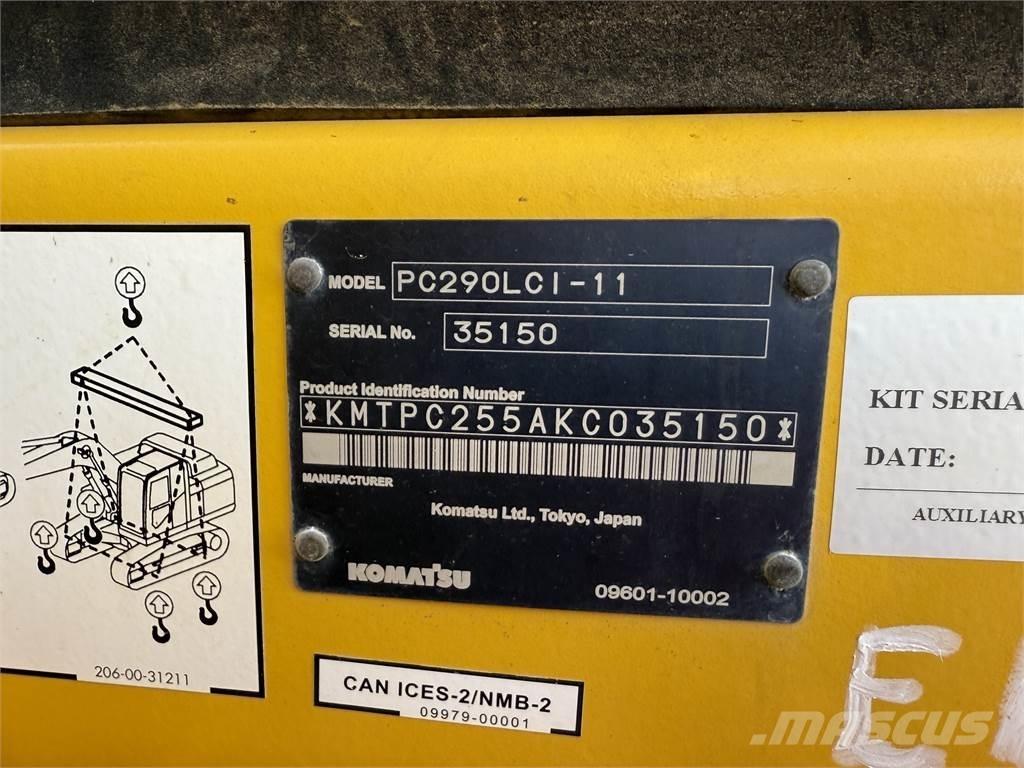 MODEL PC290LCI-11
SERIAL No. 35150
Product Identification Number
*KMTPC255AKC035150*
MANUFACTURER
Komatsu Ltd., Tokyo, Japan
KOMATSU
09601-10002
206-00-31211
CAN ICES-2/NMB-2
09979-00001
KIT SERIA
DATE:
AUXILIARY
E
MASCUS